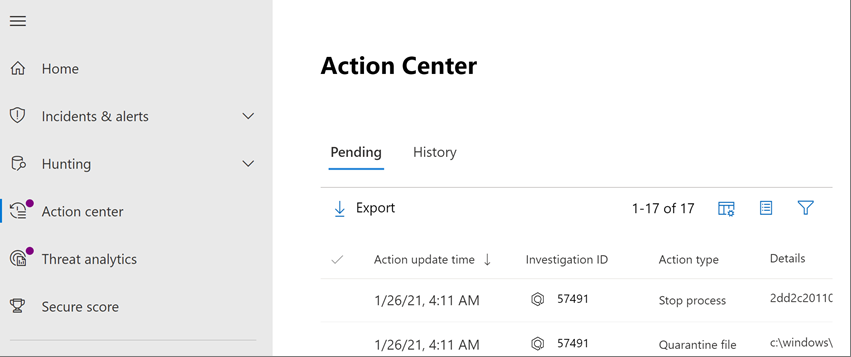 Home
Incidents & alerts
Hunting
Action center
Threat analytics
Secure score
Action Center
Pending History
Export 1-17 of 17
Action update time Investigation ID Action type Details
1/26/21, 4:11 AM 57491 Stop process 2dd2c20110
1/26/21, 4:11 AM 57491 Quarantine file c:\windows\